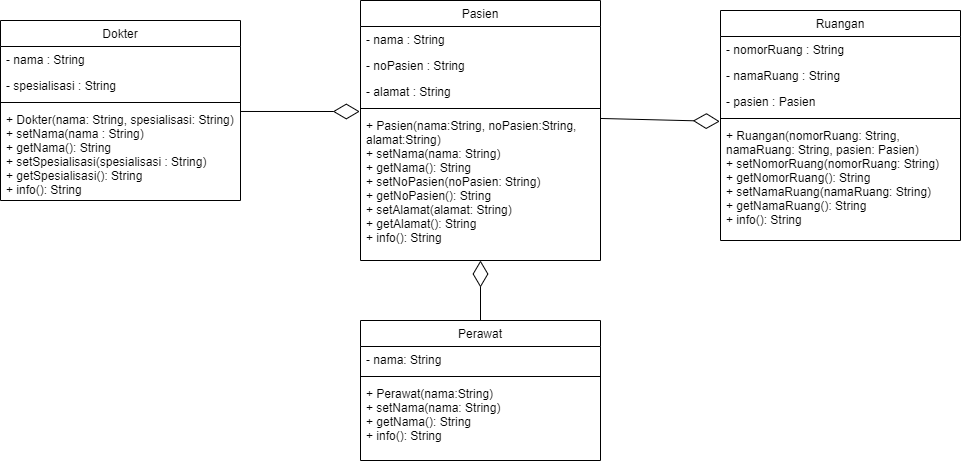 Dokter
- nama : String
- spesialisasi : String
+ Dokter(nama: String, spesialisasi: String)
+ setNama(nama : String)
+ getNama(): String
+ setSpesialisasi(spesialisasi : String)
+ getSpesialisasi(): String
+ info(): String
Pasien
- nama : String
- noPasien : String
- alamat : String
+ Pasien(nama:String, noPasien:String,
alamat:String)
+ setNama(nama: String)
+ getNama(): String
+ setNoPasien(noPasien: String)
+ getNoPasien(): String
+ setAlamat(alamat: String)
+ getAlamat(): String
+ info(): String
Ruangan
- nomorRuang : String
- namaRuang : String
- pasien : Pasien
+ Ruangan(nomorRuang: String,
namaRuang: String, pasien: Pasien)
+ setNomorRuang(nomorRuang: String)
+ getNomorRuang(): String
+ setNamaRuang(namaRuang: String)
+ getNamaRuang(): String
+ info(): String
Perawat
- nama: String
+ Perawat(nama:String)
+ setNama(nama: String)
+ getNama(): String
+ info(): String